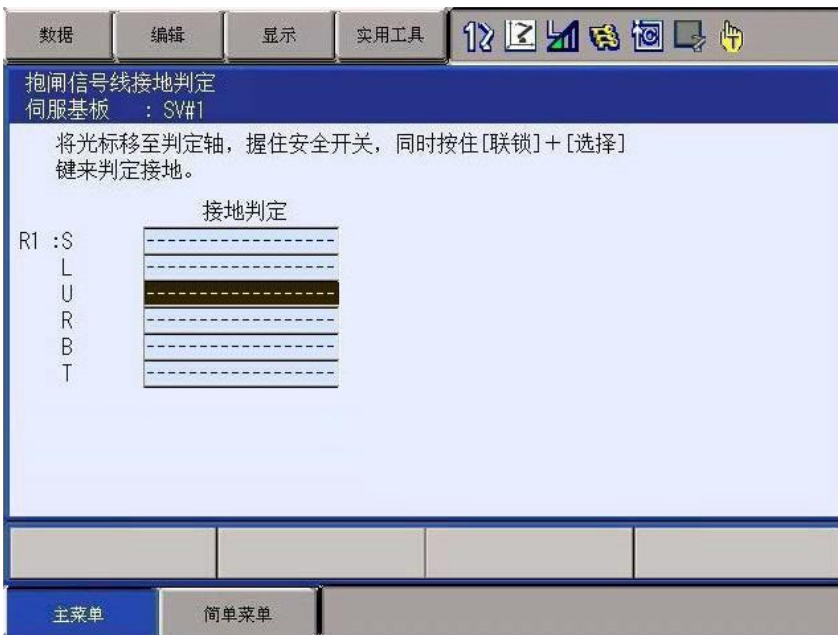 数据 编辑 显示 实用工具
抱闸信号线接地判定
伺服基板 : SV#1
将光标移至判定轴，握住安全开关，同时按住[联锁]＋[选择]
键来判定接地。
接地判定
R1 :S ------------------
L ------------------
U ------------------
R ------------------
B ------------------
T ------------------
主菜单 简单菜单